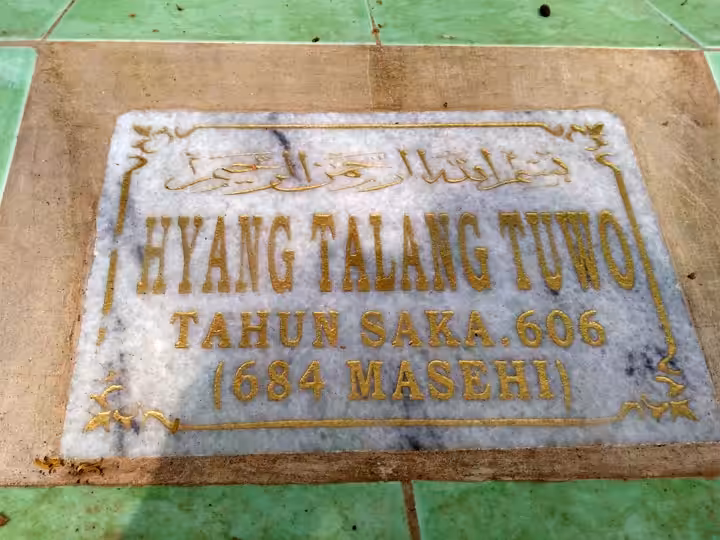 بسم الله الرحمن الرحيم
HYANG TALANG TUWO
TAHUN SAKA.606
(684 MASEHI)